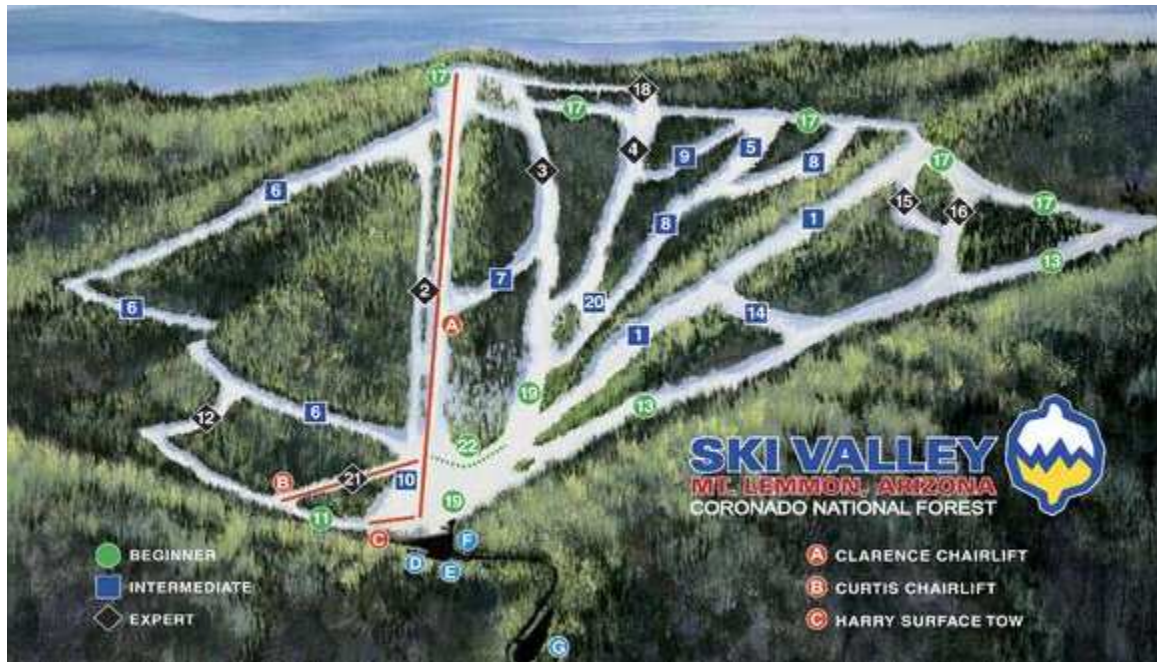 17
18
17
17
4
5
9
8
3
17
6
15
16
17
8
1
13
7
2
6
20
14
A
1
19
13
12
6
22
SKI VALLEY
MT. LEMMON, ARIZONA
CORONADO NATIONAL FOREST
B
21
10
19
11
C
F
D
E
G
BEGINNER
INTERMEDIATE
EXPERT
A CLARENCE CHAIRLIFT
B CURTIS CHAIRLIFT
C HARRY SURFACE TOW